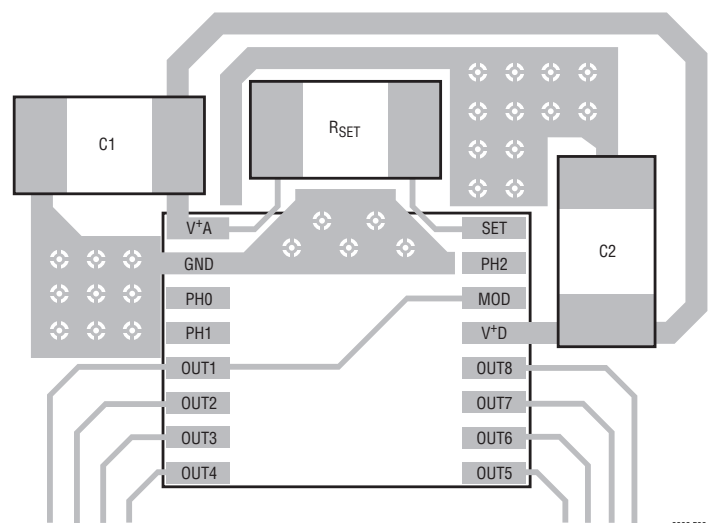 C1
RSET
C2
V+A
GND
PH0
PH1
OUT1
OUT2
OUT3
OUT4
SET
PH2
MOD
V+D
OUT8
OUT7
OUT6
OUT5